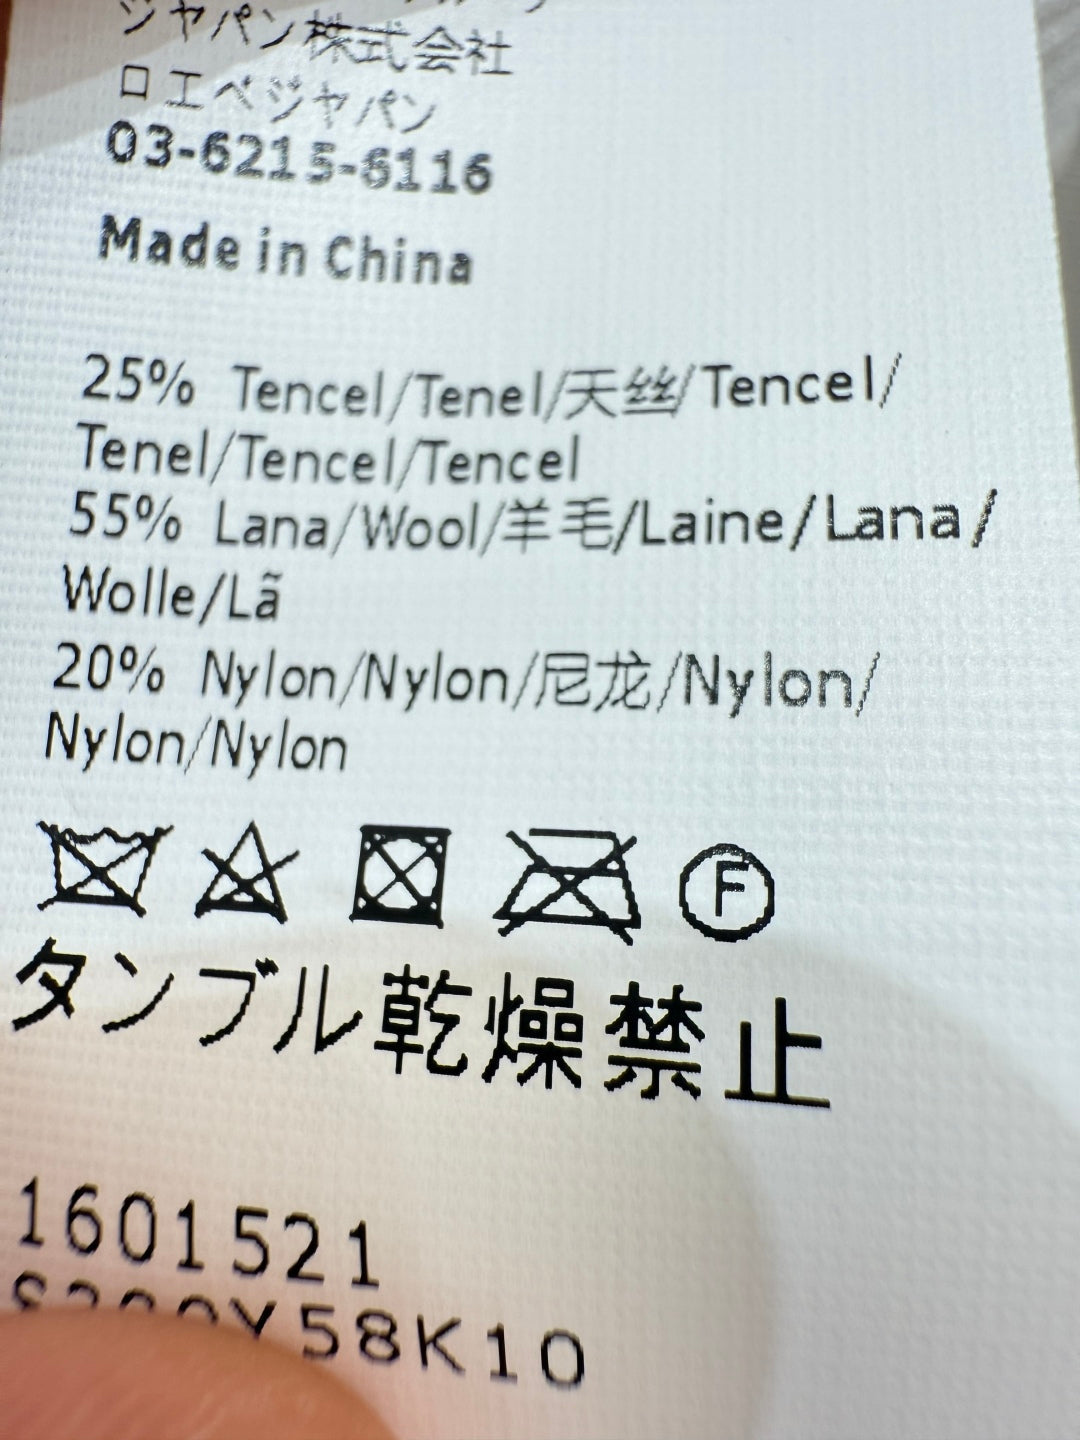 ジャパン株式会社
ロエベジャパン
03-6215-6116
Made in China
25% Tencel/Tenel/天丝/Tencel/
Tenel/Tencel/Tencel
55% Lana/Wool/羊毛/Laine/Lana/
Wolle/Lã
20% Nylon/Nylon/尼龙/Nylon/
Nylon/Nylon
F
タンブル乾燥禁止
1601521